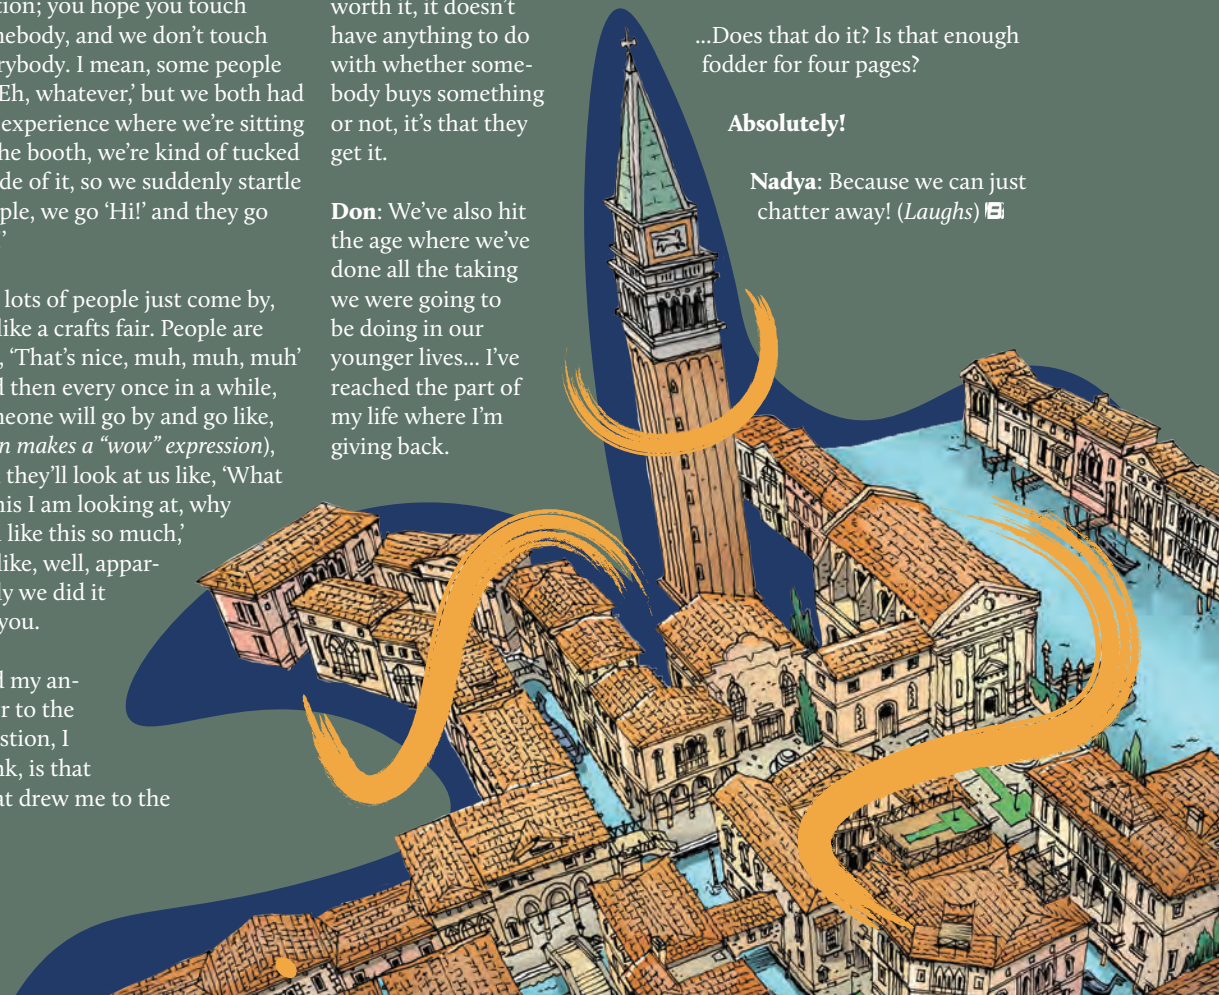 tion; you hope you touch
nebody, and we don’t touch
rybody. I mean, some people
Eh, whatever,’ but we both had
experience where we’re sitting
he booth, we’re kind of tucked
de of it, so we suddenly startle
ple, we go ‘Hi!’ and they go
’
lots of people just come by,
like a crafts fair. People are
, ‘That’s nice, muh, muh, muh’
d then every once in a while,
neone will go by and go like,
n makes a “wow” expression),
they’ll look at us like, ‘What
his I am looking at, why
like this so much,’
like, well, appar-
ly we did it
you.
d my an-
r to the
stion, I
nk, is that
at drew me to the
worth it, it doesn’t
have anything to do
with whether some-
body buys something
or not, it’s that they
get it.
Don: We’ve also hit
the age where we’ve
done all the taking
we were going to
be doing in our
younger lives... I’ve
reached the part of
my life where I’m
giving back.
...Does that do it? Is that enough
fodder for four pages?
Absolutely!
Nadya: Because we can just
chatter away! (Laughs)